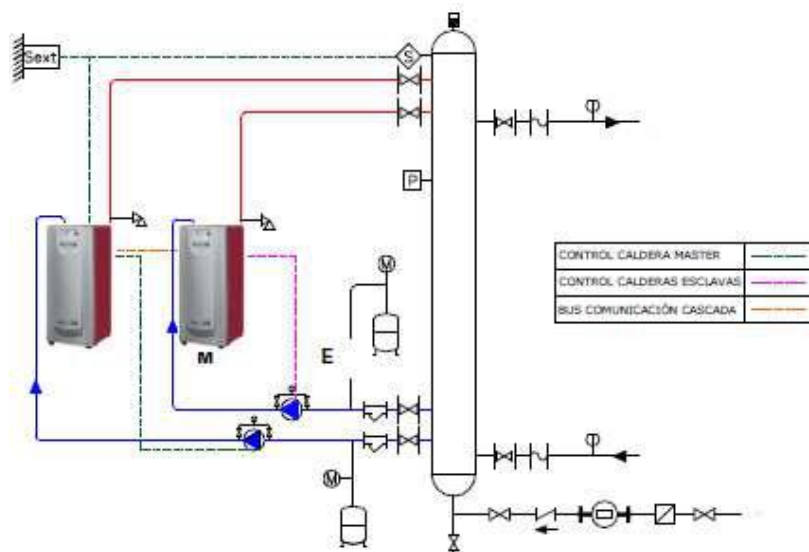 Sext
S
P
M
CONTROL CALDERA MASTER
CONTROL CALDERAS ESCLAVAS
BUS COMUNICACIÓN CASCADA
M
E
M